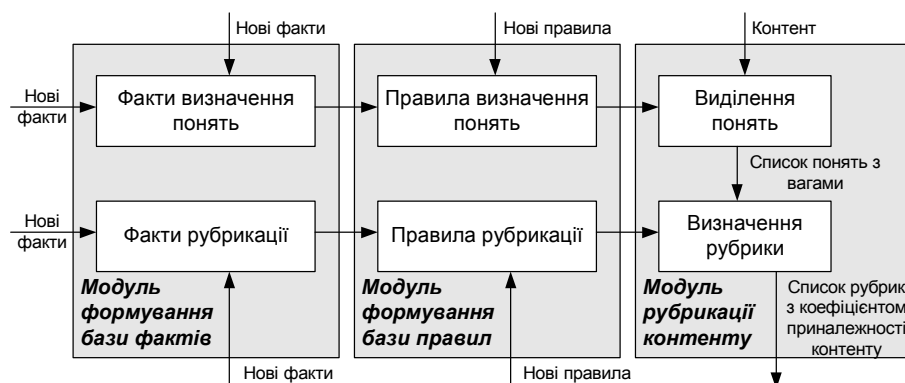 Нові факти
Нові правила
Контент
Нові
факти
Факти визначення
понять
Правила визначення
понять
Виділення
понять
Список понять з
вагами
Нові
факти
Факти рубрикації
Правила рубрикації
Визначення
рубрики
Модуль
формування
бази фактів
Модуль
формування
бази правил
Модуль
рубрикації
контенту
Список рубрик
з коефіцієнтом
приналежності
контенту
Нові факти
Нові правила